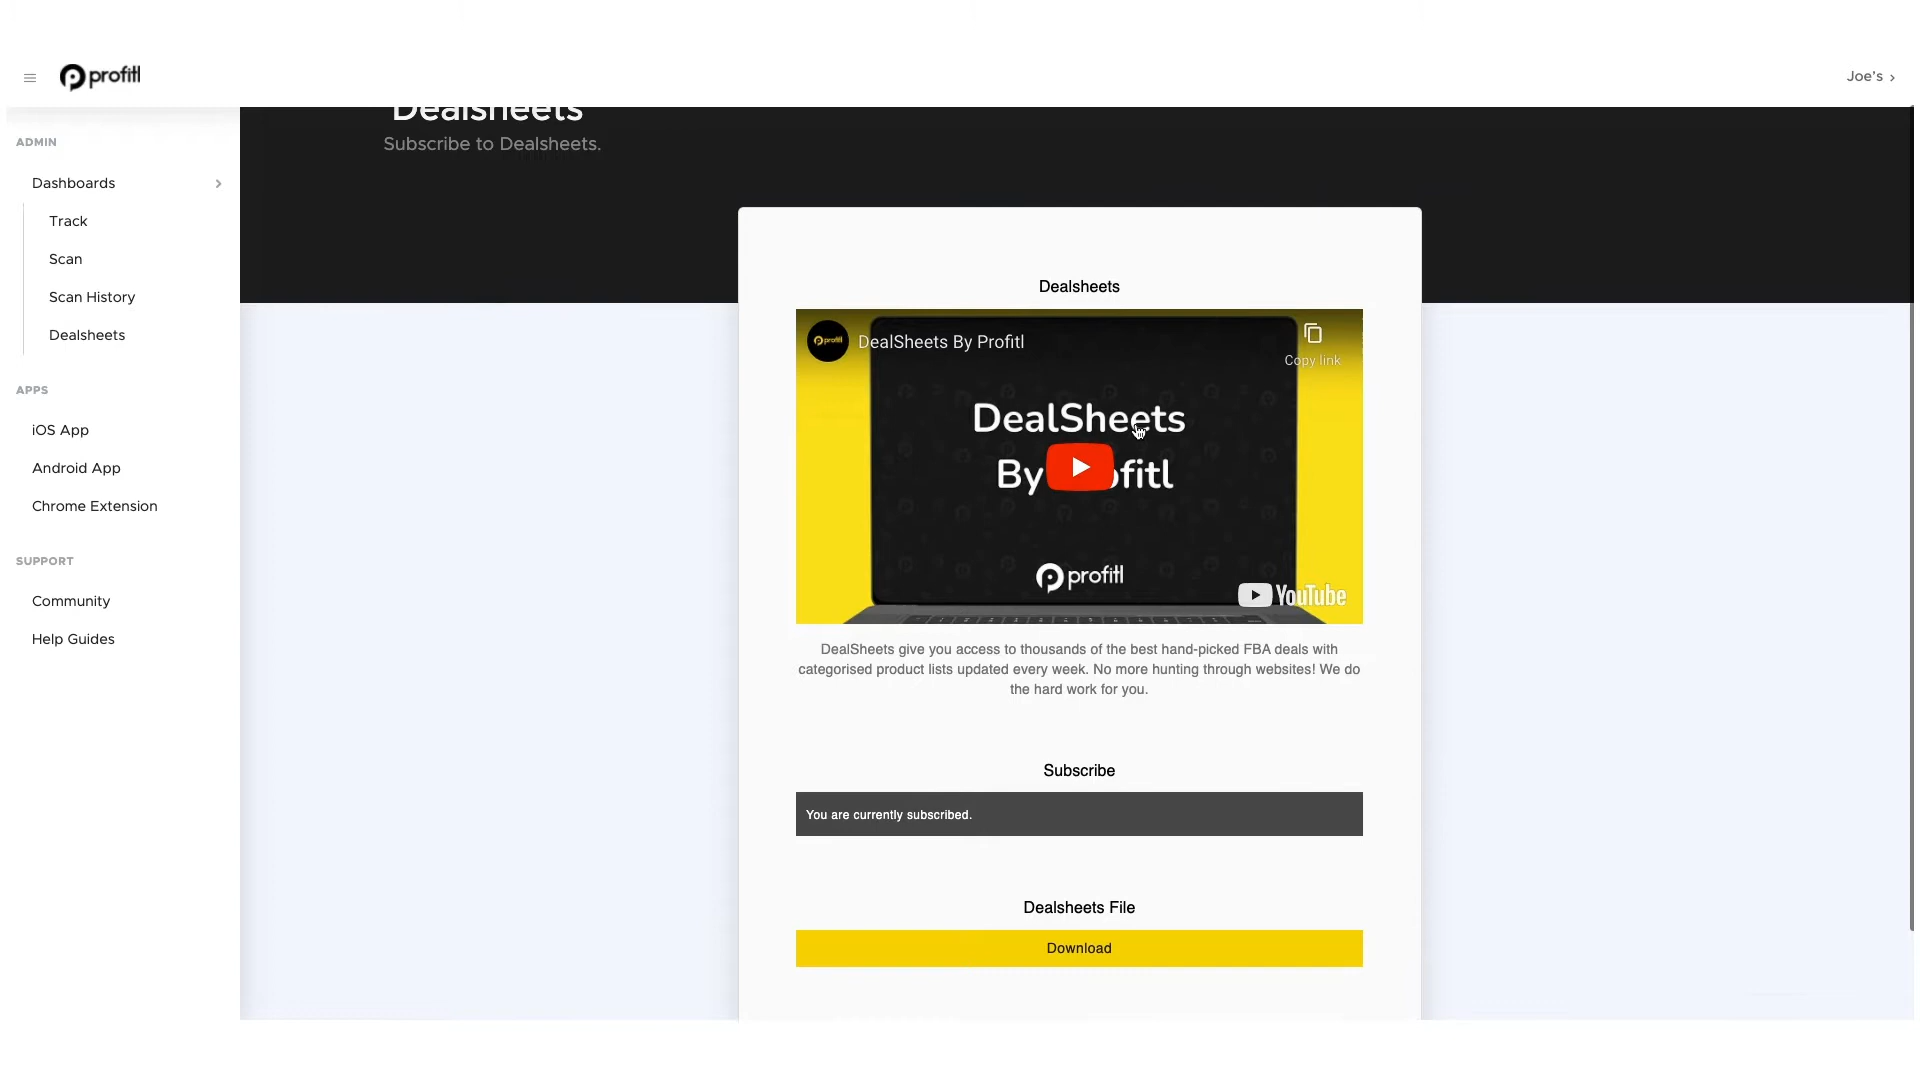 profitl
Joe's
Dealsheets
Subscribe to Dealsheets.
ADMIN
Dashboards
Track
Scan
Scan History
Dealsheets
APPS
iOS App
Android App
Chrome Extension
SUPPORT
Community
Help Guides
Dealsheets
profitl
DealSheets By Profitl
Copy link
DealSheets
By Profitl
profitl
YouTube
DealSheets give you access to thousands of the best hand-picked FBA deals with
categorised product lists updated every week. No more hunting through websites! We do
the hard work for you.
Subscribe
You are currently subscribed.
Dealsheets File
Download